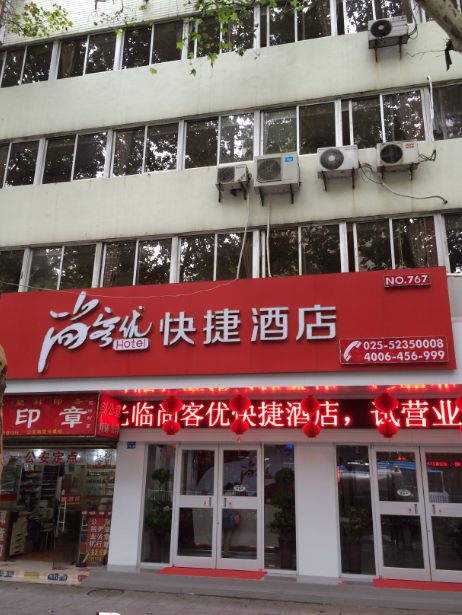 NO.767
尚客优 快捷酒店
Hotel
025-52350008
4006-456-999
临尚客优快捷酒店，试营业
印章
公安定点